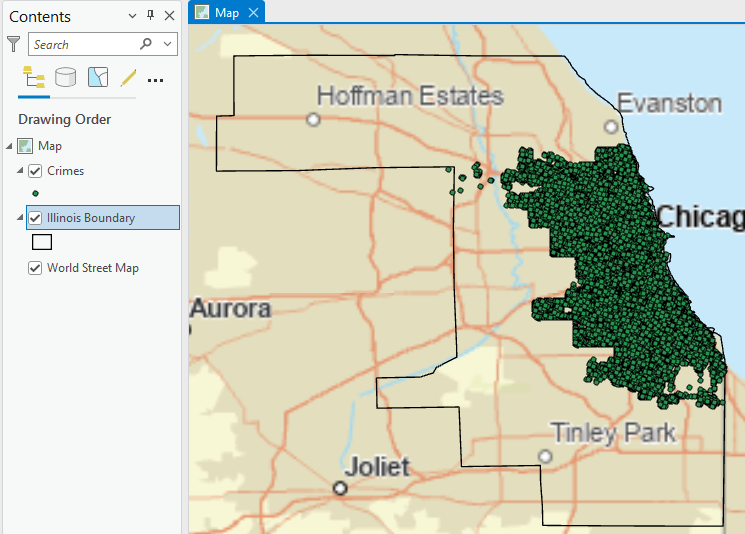 Contents
Map
Search
Drawing Order
Map
Crimes
Illinois Boundary
World Street Map
Hoffman Estates
Evanston
Chicag
Aurora
Tinley Park
Joliet